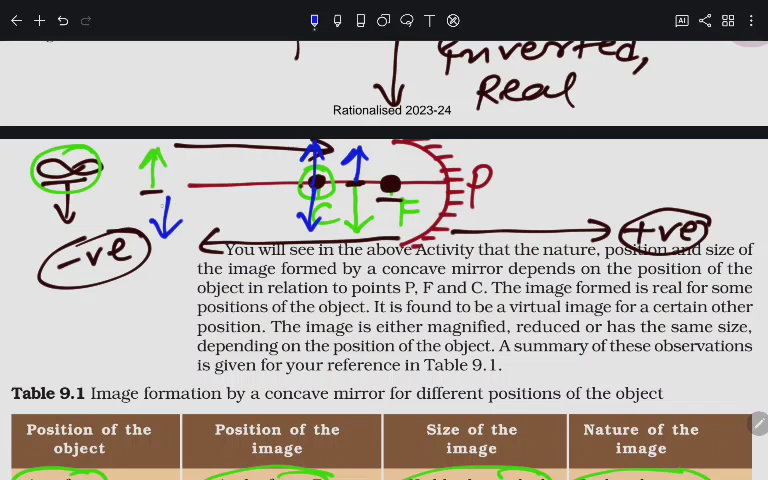 T
AI
Inverted,
Real
Rationalised 2023-24
∞
C
F
P
-ve
+ve
You will see in the above Activity that the nature, position and size of
the image formed by a concave mirror depends on the position of the
object in relation to points P, F and C. The image formed is real for some
positions of the object. It is found to be a virtual image for a certain other
position. The image is either magnified, reduced or has the same size,
depending on the position of the object. A summary of these observations
is given for your reference in Table 9.1.
Table 9.1 Image formation by a concave mirror for different positions of the object
Position of the object
Position of the image
Size of the image
Nature of the image